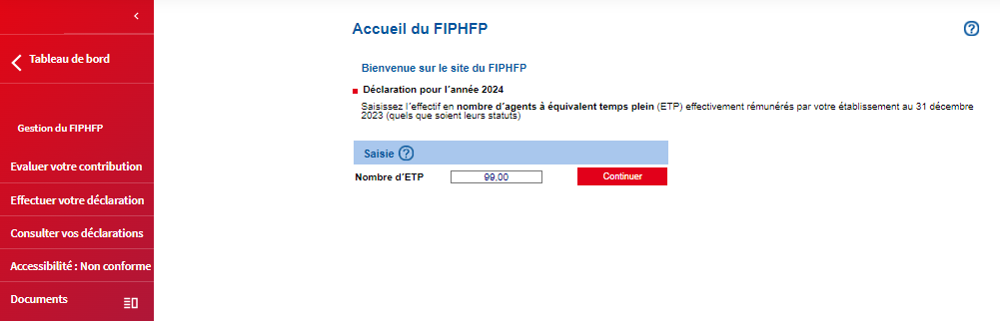 Tableau de bord
Gestion du FIPHFP
Evaluer votre contribution
Effectuer votre déclaration
Consulter vos déclarations
Accessibilité : Non conforme
Documents
Accueil du FIPHFP
Bienvenue sur le site du FIPHFP
Déclaration pour l´année 2024
Saisissez l´effectif en nombre d´agents à équivalent temps plein (ETP) effectivement rémunérés par votre établissement au 31 décembre
2023 (quels que soient leurs statuts)
Saisie ?
Nombre d´ETP 99,00 Continuer